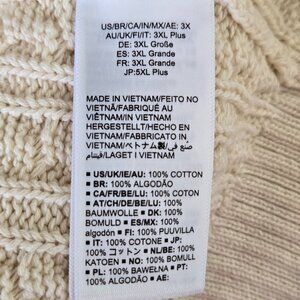 US/BR/CA/IN/MX/AE: 3X
AU/UK/FI/IT: 3XL Plus
DE: 3XL Große
ES: 3XL Grande
FR: 3XL Grande
JP:5XL Plus
MADE IN VIETNAM/FEITO NO
VIETNÃ/FABRIQUÉ AU
VIÊTNAM/IN VIETNAM
HERGESTELLT/HECHO EN
VIETNAM/FABBRICATO IN
VIETNAM/ベトナム製/صنع في
فيتنام/LAGET I VIETNAM
■ US/UK/IE/AU: 100% COTTON
■ BR: 100% ALGODÃO
■ CA/FR/BE/LU: 100% COTON
■ AT/CH/DE/BE/LU: 100%
BAUMWOLLE ■ DK: 100%
BOMULD ■ ES/MX: 100%
algodón ■ FI: 100% PUUVILLA
■ IT: 100% COTONE ■ JP:
100% コットン ■ NL/BE: 100%
KATOEN ■ NO: 100% BOMULL
■ PL: 100% BAWEŁNA ■ PT:
100% ALGODÃO ■ AE: